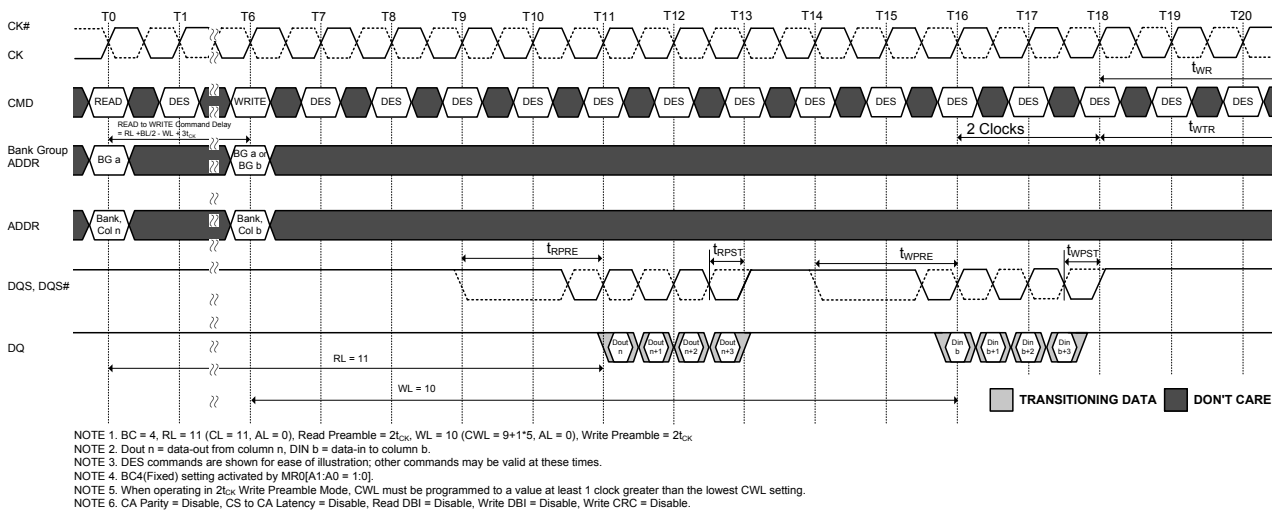 T0 T1 T6 T7 T8 T9 T10 T11 T12 T13 T14 T15 T16 T17 T18 T19 T20
CK#
CK
tWR
CMD READ DES WRITE DES DES DES DES DES DES DES DES DES DES DES DES DES DES
READ to WRITE Command Delay
= RL +BL/2 - WL + 3tCK
2 Clocks tWTR
Bank Group
ADDR
BG a
BG a or
BG b
ADDR
Bank,
Col n
Bank,
Col b
tRPRE tRPST tWPRE tWPST
DQS, DQS#
DQ
Dout
n
Dout
n+1
Dout
n+2
Dout
n+3
Din
b
Din
b+1
Din
b+2
Din
b+3
RL = 11
WL = 10
TRANSITIONING DATA DON'T CARE
NOTE 1. BC = 4, RL = 11 (CL = 11, AL = 0), Read Preamble = 2tCK, WL = 10 (CWL = 9+1*5, AL = 0), Write Preamble = 2tCK
NOTE 2. Dout n = data-out from column n, DIN b = data-in to column b.
NOTE 3. DES commands are shown for ease of illustration; other commands may be valid at these times.
NOTE 4. BC4(Fixed) setting activated by MR0[A1:A0 = 1:0].
NOTE 5. When operating in 2tCK Write Preamble Mode, CWL must be programmed to a value at least 1 clock greater than the lowest CWL setting.
NOTE 6. CA Parity = Disable, CS to CA Latency = Disable, Read DBI = Disable, Write DBI = Disable, Write CRC = Disable.